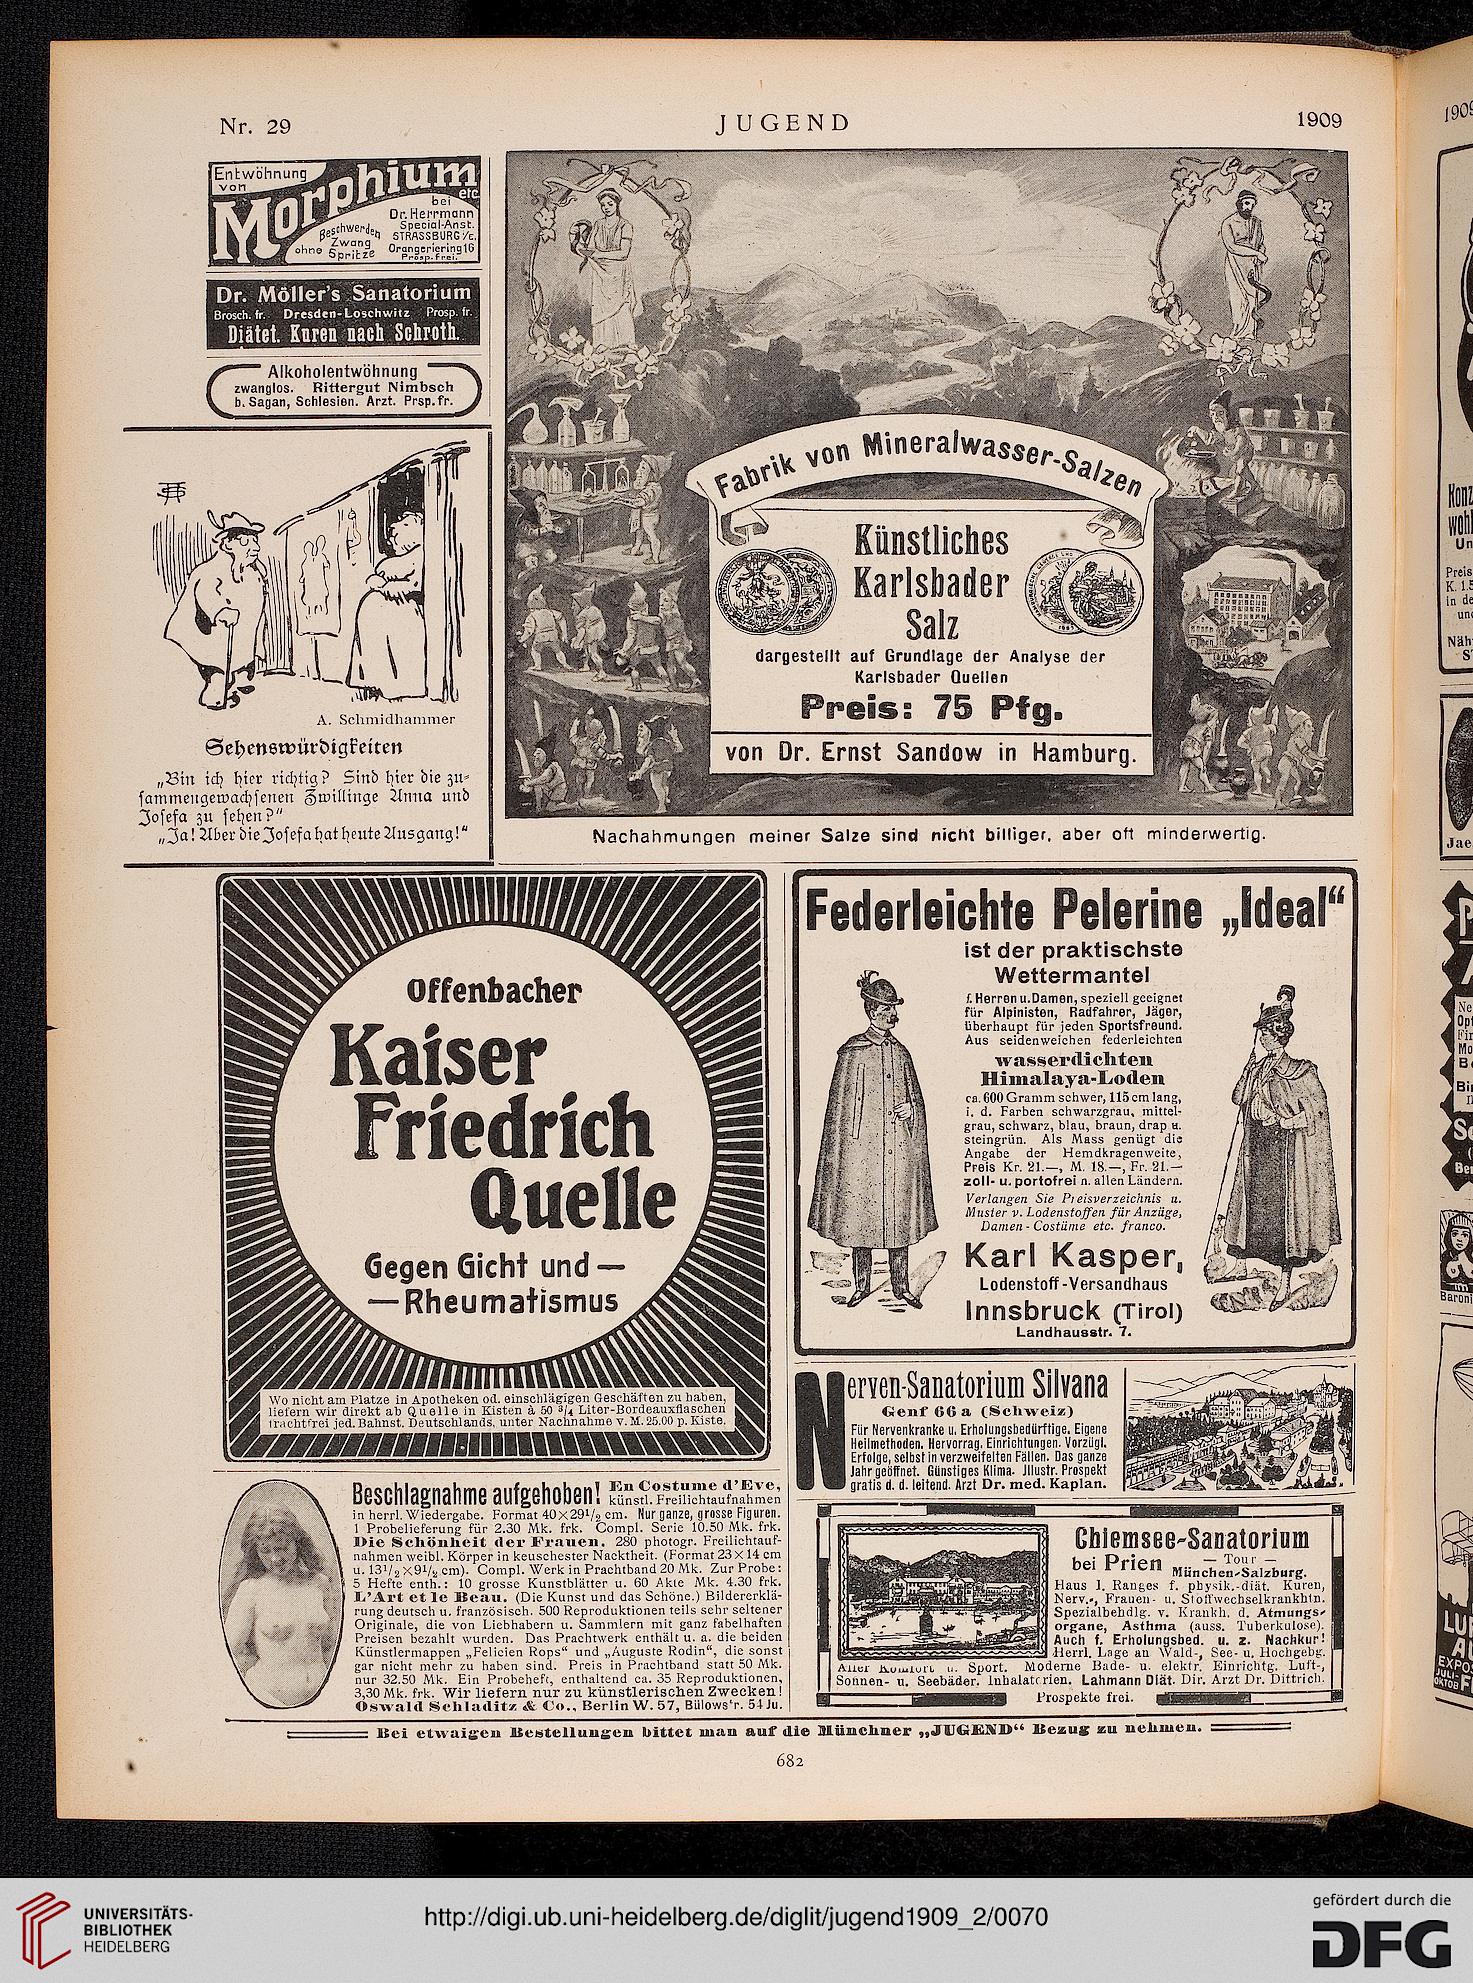 Nr. 29
JUGEND
1909
Entwöhnung
von
Morphium
etc
bei
Dr. Herrmann
Special-Anst.
STRASSBURG i/E.
Orangeriering 16
Prosp. frei.
Beschwerden
Zwang
ohne Spritze
Dr. Möller's Sanatorium
Brosch. fr. Dresden-Loschwitz Prosp. fr.
Diätet. Kuren nach Schroth.
Alkoholentwöhnung
zwanglos. Rittergut Nimbsch
b. Sagan, Schlesien. Arzt. Prsp. fr.
A. Schmidhammer
Sehenswürdigkeiten
„Bin ich hier richtig? Sind hier die zu-
sammengewachsenen Zwillinge Anna und
Josefa zu sehen?"
„Ja! Aber die Josefa hat heute Ausgang!"
Fabrik von Mineralwasser-Salzen
Künstliches
Karlsbader
Salz
dargestellt auf Grundlage der Analyse der
Karlsbader Quellen
Preis: 75 Pfg.
von Dr. Ernst Sandow in Hamburg.
Nachahmungen meiner Salze sind nicht billiger, aber oft minderwertig.
Offenbacher
Kaiser
Friedrich
Quelle
Gegen Gicht und —
— Rheumatismus
Wo nicht am Platze in Apotheken od. einschlägigen Geschäften zu haben,
liefern wir direkt ab Quelle in Kisten à 50 3/4 Liter-Bordeauxflaschen
frachtfrei jed. Bahnst. Deutschlands, unter Nachnahme v. M. 25.00 p. Kiste.
Federleichte Pelerine „Ideal“
ist der praktischste
Wettermantel
f. Herren u. Damen, speziell geeignet
für Alpinisten, Radfahrer, Jäger,
überhaupt für jeden Sportsfreund.
Aus seidenweichen federleichten
wasserdichten
Himalaya-Loden
ca. 600 Gramm schwer, 115 cm lang,
i. d. Farben schwarzgrau, mittel-
grau, schwarz, blau, braun, drap u.
steingrün. Als Mass genügt die
Angabe der Hemdkragenweite,
Preis Kr. 21.—, M. 18.—, Fr. 21.—
zoll- u. portofrei n. allen Ländern.
Verlangen Sie Preisverzeichnis u.
Muster v. Lodenstoffen für Anzüge,
Damen-Costüme etc. franco.
Karl Kasper,
Lodenstoff-Versandhaus
Innsbruck (Tirol)
Landhausstr. 7.
Nerven-Sanatorium Silvana
Genf 66 a (Schweiz)
Für Nervenkranke u. Erholungsbedürftige. Eigene
Heilmethoden. Hervorrag. Einrichtungen. Vorzügl.
Erfolge, selbst in verzweifelten Fällen. Das ganze
Jahr geöffnet. Günstiges Klima. Jllustr. Prospekt
gratis d. d. leitend. Arzt Dr. med. Kaplan.
Beschlagnahme aufgehoben! En Costume d'Eve,
künstl. Freilichtaufnahmen
in herrl. Wiedergabe. Format 40×29 1/2 cm. Nur ganze, grosse Figuren.
1 Probelieferung für 2.30 Mk. frk. Compl. Serie 10.50 Mk. frk.
Die Schönheit der Frauen. 280 photogr. Freilichtauf-
nahmen weibl. Körper in keuschester Nacktheit. (Format 23×14 cm
u. 13 1/2×9 1/2 cm). Compl. Werk in Prachtband 20 Mk. Zur Probe:
5 Hefte enth.: 10 grosse Kunstblätter u. 60 Akte Mk. 4.30 frk.
L'Art et le Beau. (Die Kunst und das Schöne.) Bildererklä-
rung deutsch u. französisch. 500 Reproduktionen teils sehr seltener
Originale, die von Liebhabern u. Sammlern mit ganz fabelhaften
Preisen bezahlt wurden. Das Prachtwerk enthält u. a. die beiden
Künstlermappen „Felicien Rops“ und „Auguste Rodin“, die sonst
gar nicht mehr zu haben sind. Preis in Prachtband statt 50 Mk.
nur 32.50 Mk. Ein Probeheft, enthaltend ca. 35 Reproduktionen,
3,30 Mk. frk. Wir liefern nur zu künstlerischen Zwecken!
Oswald Schladitz & Co., Berlin W. 57, Bülowstr. 54 Ju.
Chiemsee-Sanatorium
bei Prien — Tour —
München-Salzburg.
Haus 1. Ranges f. physik.-diät. Kuren,
Nerv.-, Frauen- u. Stoffwechselkrankhtn.
Spezialbehdlg. v. Krankh. d. Atmungs-
organe, Asthma (auss. Tuberkulose).
Auch f. Erholungsbed. u. z. Nachkur!
Herrl. Lage an Wald-, See- u. Hochgebg.
Aller Komfort u. Sport. Moderne Bade- u. elektr. Einrichtg. Luft-,
Sonnen- u. Seebäder. Inhalatorien. Lahmann Diät. Dir. Arzt Dr. Dittrich.
Prospekte frei.
Bei etwaigen Bestellungen bittet man auf die Münchner „JUGEND“ Bezug zu nehmen.
682
UNIVERSITÄTS-
BIBLIOTHEK
HEIDELBERG
http://digi.ub.uni-heidelberg.de/diglit/jugend1909_2/0070
gefördert durch die
DFG